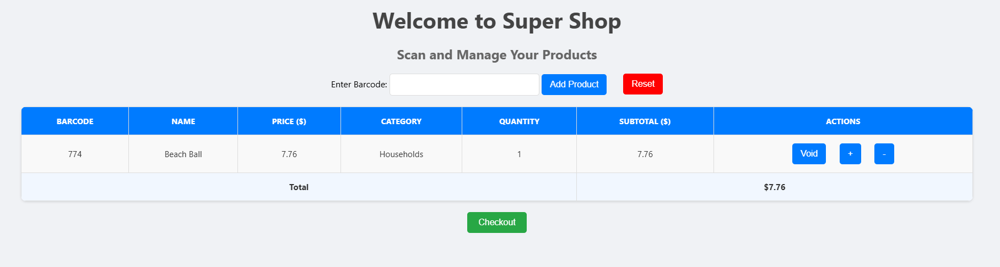 Welcome to Super Shop
Scan and Manage Your Products
Enter Barcode: Add Product Reset
BARCODE NAME PRICE ($) CATEGORY QUANTITY SUBTOTAL ($) ACTIONS
774 Beach Ball 7.76 Households 1 7.76 Void + -
Total $7.76
Checkout